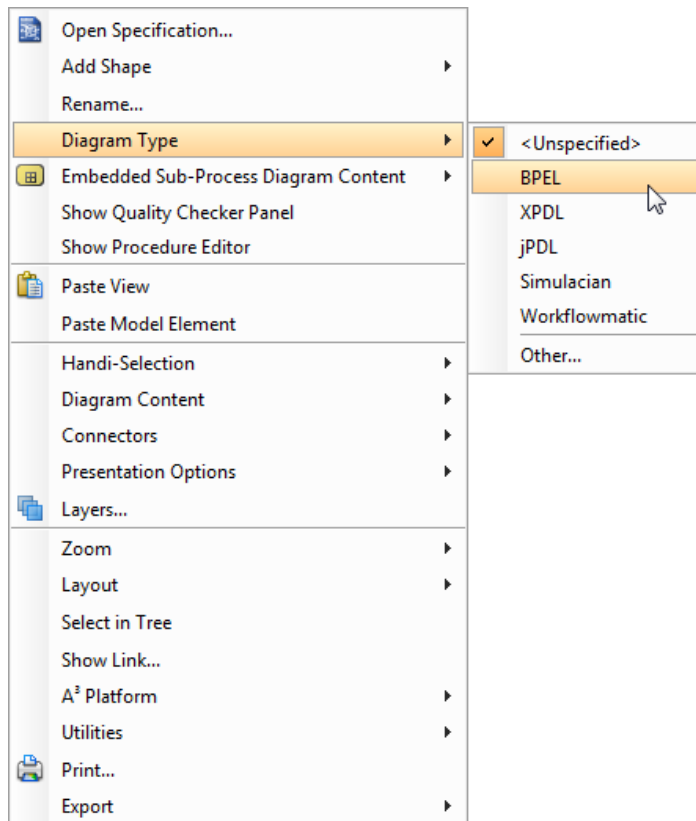 Open Specification...
Add Shape
Rename...
Diagram Type
Embedded Sub-Process Diagram Content
Show Quality Checker Panel
Show Procedure Editor
Paste View
Paste Model Element
Handi-Selection
Diagram Content
Connectors
Presentation Options
Layers...
Zoom
Layout
Select in Tree
Show Link...
A³ Platform
Utilities
Print...
Export
<Unspecified>
BPEL
XPDL
jPDL
Simulacian
Workflowmatic
Other...